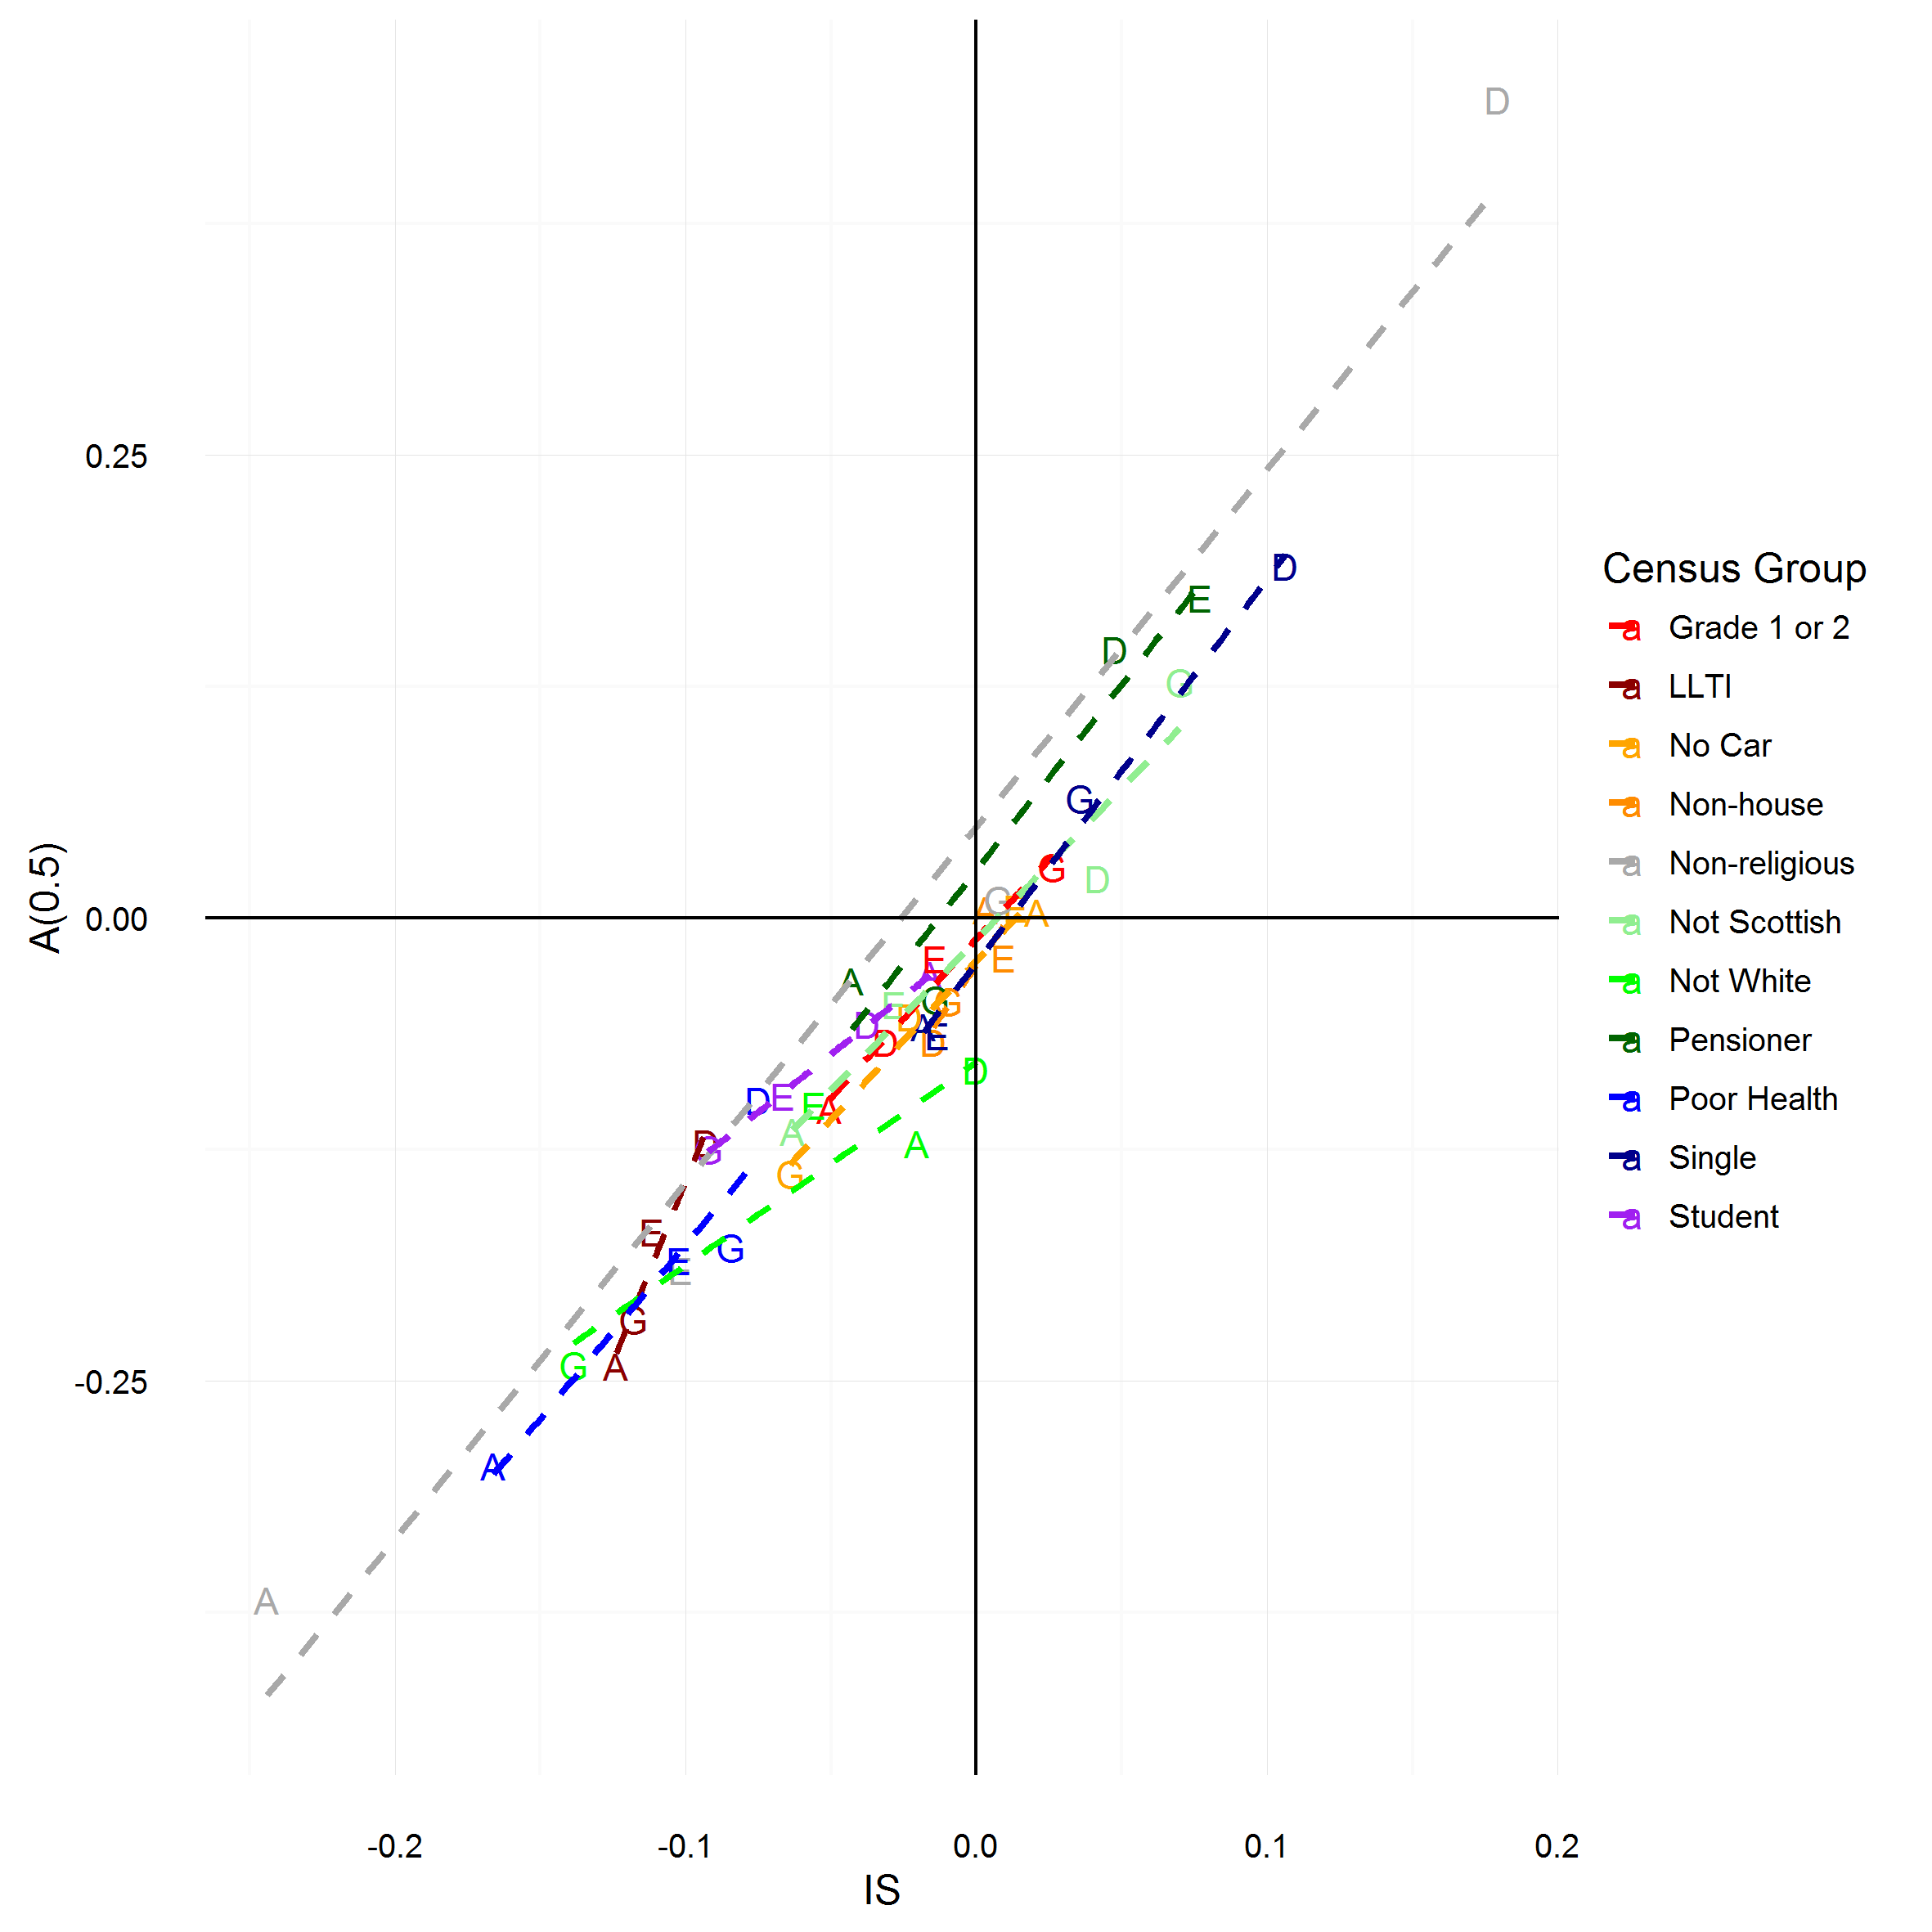 D
0.25
D
E
D
G
G
G
D
G
A
E
A
A(0.5)
0.00
E
E
A
A
G
E
G
D
D
D
D
A
E
D
D
E
E
A
A
A
D
G
G
E
G
E
E
G
A
G
-0.25
A
A
-0.2
-0.1
0.0
0.1
0.2
IS
Census Group
a Grade 1 or 2
a LLTI
a No Car
a Non-house
a Non-religious
a Not Scottish
a Not White
a Pensioner
a Poor Health
a Single
a Student